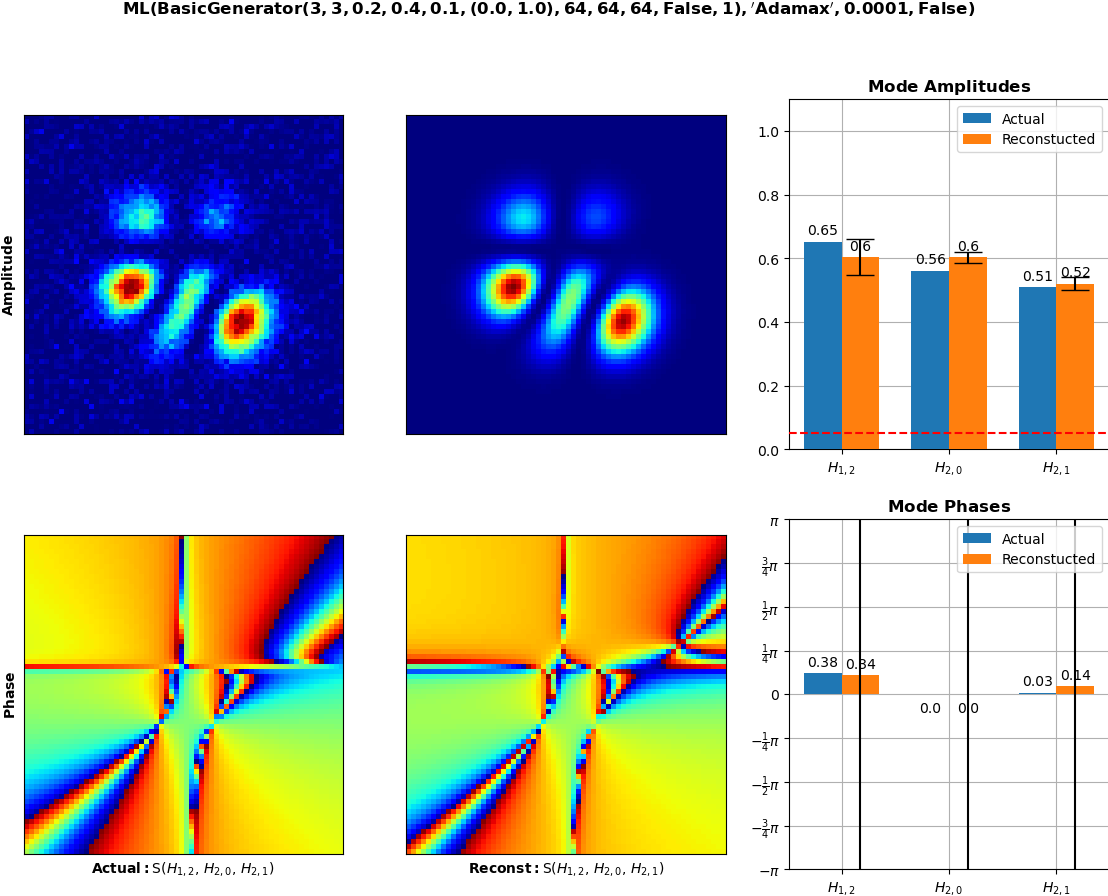 ML(BasicGenerator(3, 3, 0.2, 0.4, 0.1, (0.0, 1.0), 64, 64, 64, False, 1), ′Adamax′, 0.0001, False)
Amplitude
Mode Amplitudes
Actual
Reconstucted
1.0
0.8
0.6
0.4
0.2
0.0
0.65
0.6
0.56
0.6
0.51
0.52
H1,2
H2,0
H2,1
Phase
Actual: S(H1,2, H2,0, H2,1)
Reconst: S(H1,2, H2,0, H2,1)
Mode Phases
Actual
Reconstucted
π
3/4π
1/2π
1/4π
0
−1/4π
−1/2π
−3/4π
−π
0.38
0.34
0.0
0.0
0.03
0.14
H1,2
H2,0
H2,1